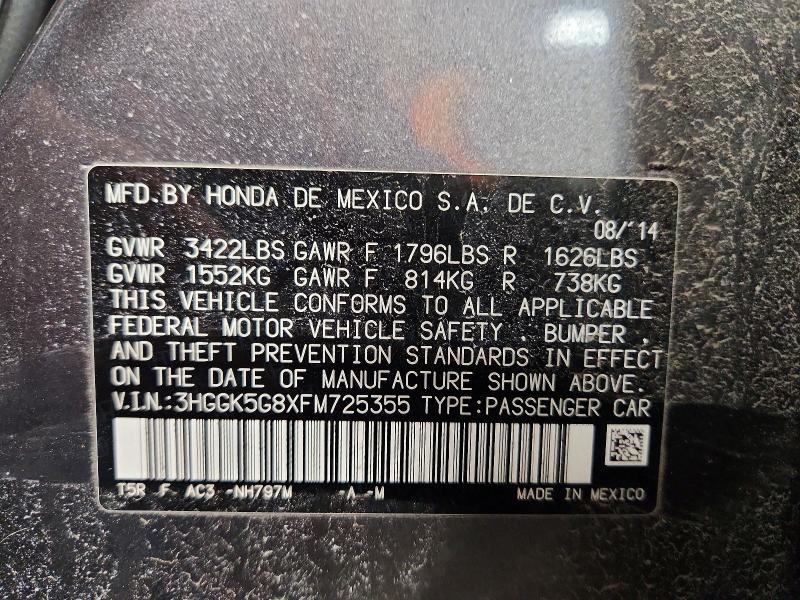 MFD.BY HONDA DE MEXICO S.A. DE C.V.
08/'14
GVWR 3422LBS GAWR F 1796LBS R 1626LBS
GVWR 1552KG GAWR F 814KG R 738KG
THIS VEHICLE CONFORMS TO ALL APPLICABLE
FEDERAL MOTOR VEHICLE SAFETY . BUMPER .
AND THEFT PREVENTION STANDARDS IN EFFECT
ON THE DATE OF MANUFACTURE SHOWN ABOVE.
V.I.N.:3HGGK5G8XFM725355 TYPE:PASSENGER CAR
T5R F AC3 -NH797M -A -M MADE IN MEXICO